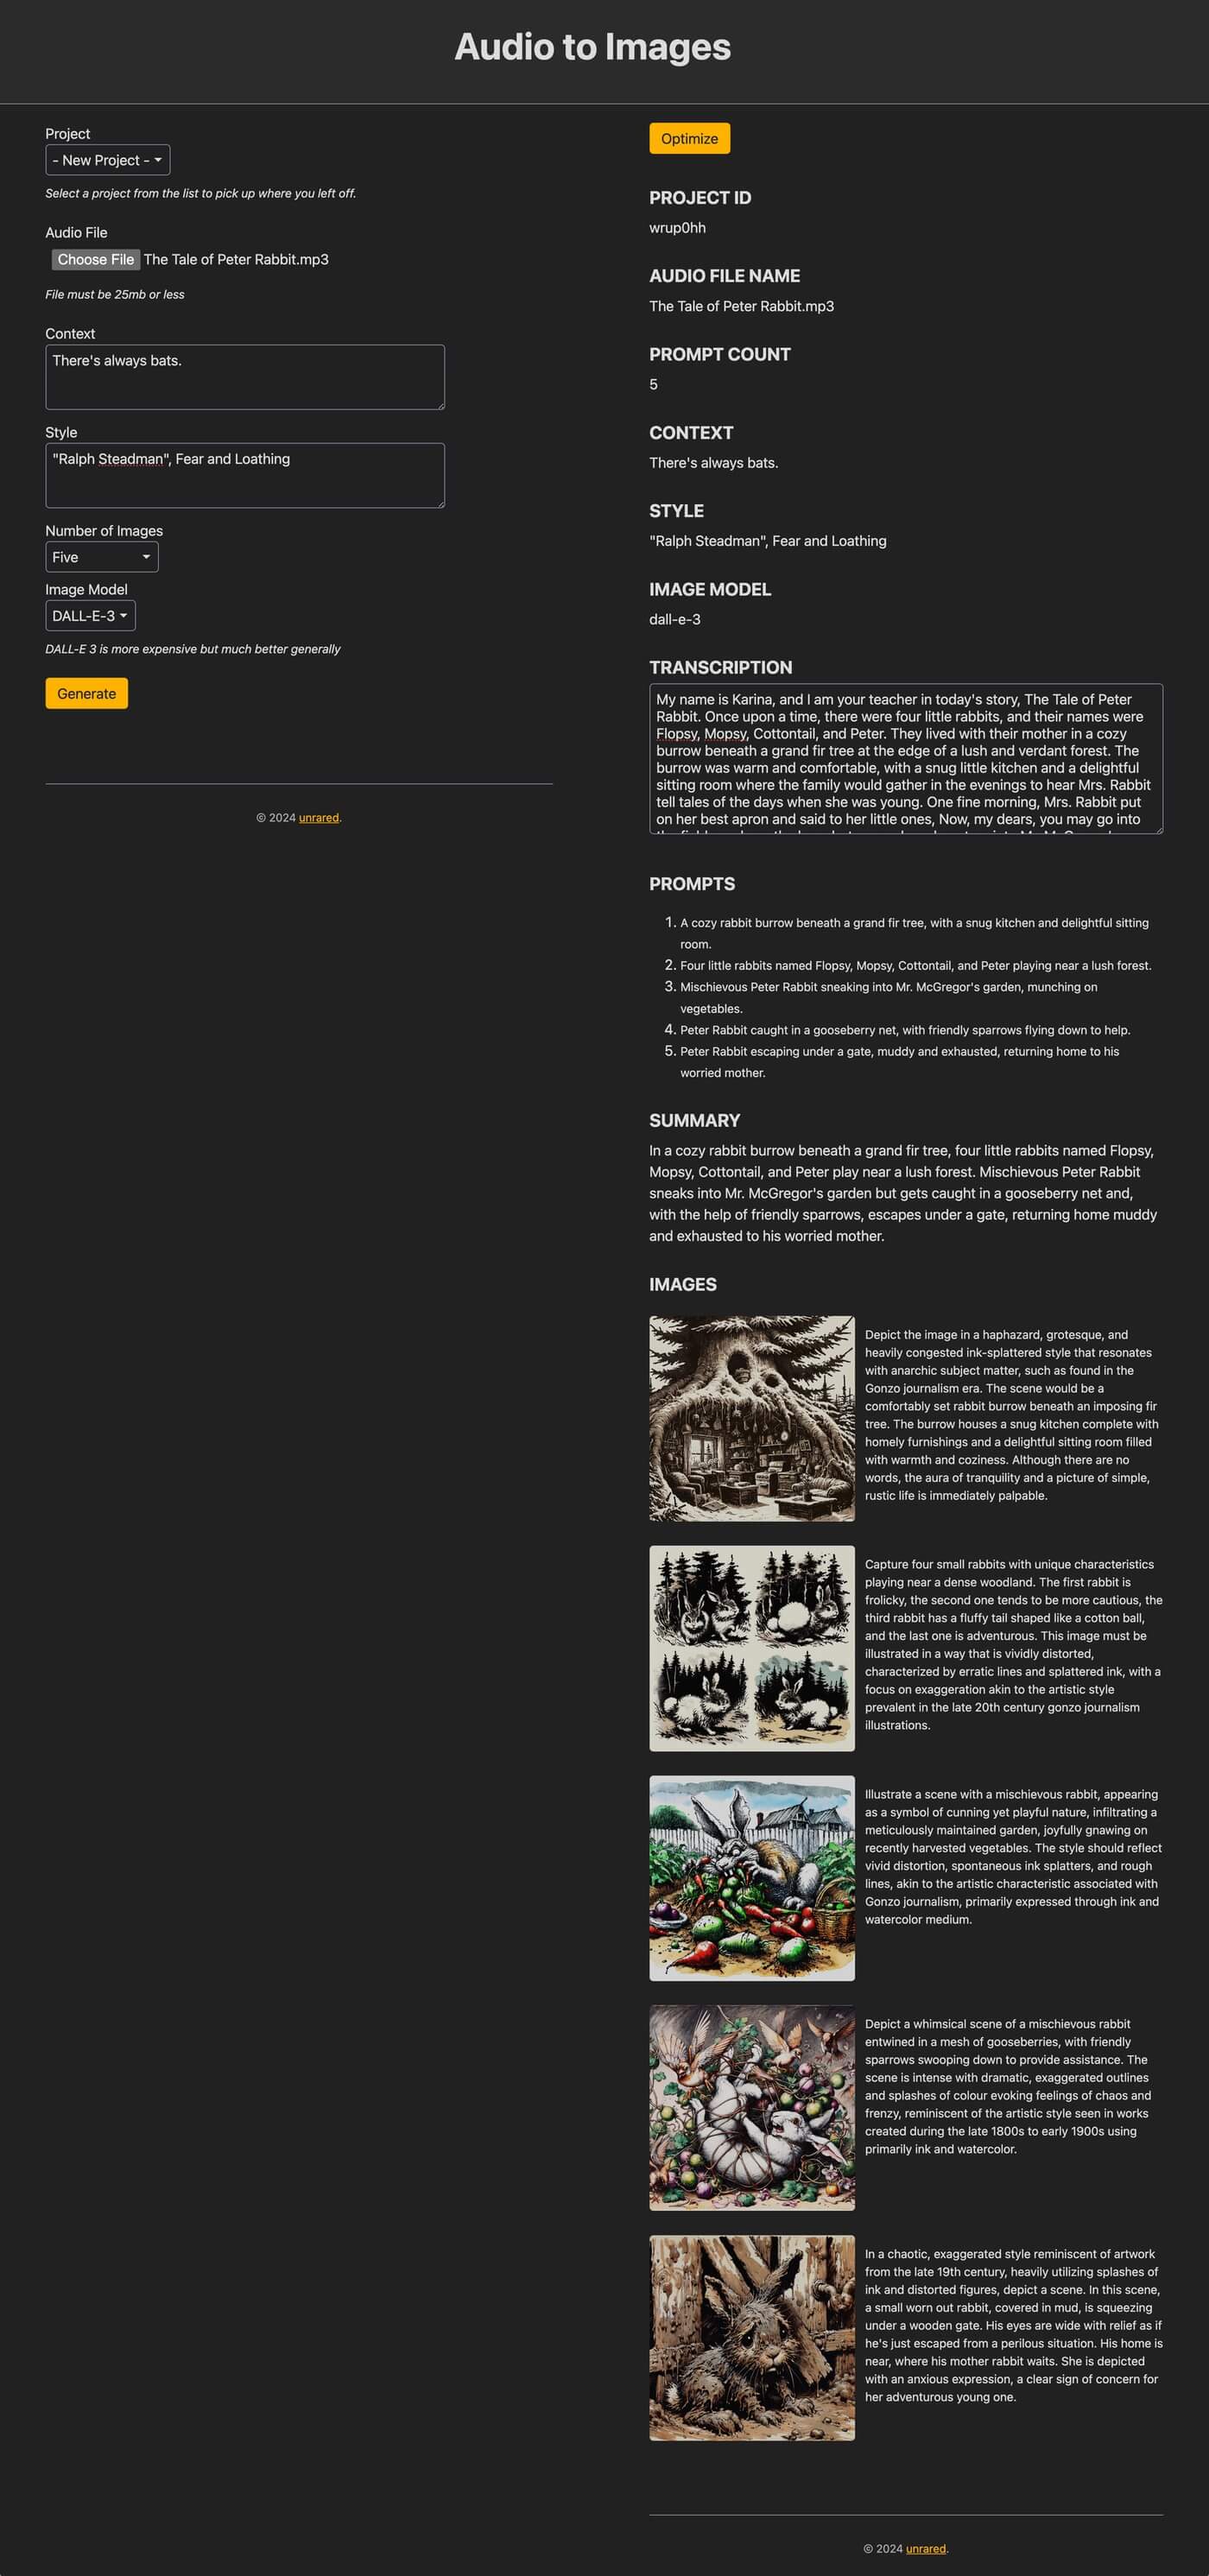 Audio to Images
Project
- New Project -
Select a project from the list to pick up where you left off.
Audio File
Choose File The Tale of Peter Rabbit.mp3
File must be 25mb or less
Context
There's always bats.
Style
"Ralph Steadman", Fear and Loathing
Number of Images
Five
Image Model
DALL-E-3
DALL-E 3 is more expensive but much better generally
Generate
© 2024 unrared.
Optimize
PROJECT ID
wrup0hh
AUDIO FILE NAME
The Tale of Peter Rabbit.mp3
PROMPT COUNT
5
CONTEXT
There's always bats.
STYLE
"Ralph Steadman", Fear and Loathing
IMAGE MODEL
dall-e-3
TRANSCRIPTION
My name is Karina, and I am your teacher in today's story, The Tale of Peter
Rabbit. Once upon a time, there were four little rabbits, and their names were
Flopsy, Mopsy, Cottontail, and Peter. They lived with their mother in a cozy
burrow beneath a grand fir tree at the edge of a lush and verdant forest. The
burrow was warm and comfortable, with a snug little kitchen and a delightful
sitting room where the family would gather in the evenings to hear Mrs. Rabbit
tell tales of the days when she was young. One fine morning, Mrs. Rabbit put
on her best apron and said to her little ones, Now, my dears, you may go into
PROMPTS
1. A cozy rabbit burrow beneath a grand fir tree, with a snug kitchen and delightful sitting
room.
2. Four little rabbits named Flopsy, Mopsy, Cottontail, and Peter playing near a lush forest.
3. Mischievous Peter Rabbit sneaking into Mr. McGregor's garden, munching on
vegetables.
4. Peter Rabbit caught in a gooseberry net, with friendly sparrows flying down to help.
5. Peter Rabbit escaping under a gate, muddy and exhausted, returning home to his
worried mother.
SUMMARY
In a cozy rabbit burrow beneath a grand fir tree, four little rabbits named Flopsy,
Mopsy, Cottontail, and Peter play near a lush forest. Mischievous Peter Rabbit
sneaks into Mr. McGregor's garden but gets caught in a gooseberry net and,
with the help of friendly sparrows, escapes under a gate, returning home muddy
and exhausted to his worried mother.
IMAGES
Depict the image in a haphazard, grotesque, and
heavily congested ink-splattered style that resonates
with anarchic subject matter, such as found in the
Gonzo journalism era. The scene would be a
comfortably set rabbit burrow beneath an imposing fir
tree. The burrow houses a snug kitchen complete with
homely furnishings and a delightful sitting room filled
with warmth and coziness. Although there are no
words, the aura of tranquility and a picture of simple,
rustic life is immediately palpable.
Capture four small rabbits with unique characteristics
playing near a dense woodland. The first rabbit is
frolicky, the second one tends to be more cautious, the
third rabbit has a fluffy tail shaped like a cotton ball,
and the last one is adventurous. This image must be
illustrated in a way that is vividly distorted,
characterized by erratic lines and splattered ink, with a
focus on exaggeration akin to the artistic style
prevalent in the late 20th century gonzo journalism
illustrations.
Illustrate a scene with a mischievous rabbit, appearing
as a symbol of cunning yet playful nature, infiltrating a
meticulously maintained garden, joyfully gnawing on
recently harvested vegetables. The style should reflect
vivid distortion, spontaneous ink splatters, and rough
lines, akin to the artistic characteristic associated with
Gonzo journalism, primarily expressed through ink and
watercolor medium.
Depict a whimsical scene of a mischievous rabbit
entwined in a mesh of gooseberries, with friendly
sparrows swooping down to provide assistance. The
scene is intense with dramatic, exaggerated outlines
and splashes of colour evoking feelings of chaos and
frenzy, reminiscent of the artistic style seen in works
created during the late 1800s to early 1900s using
primarily ink and watercolor.
In a chaotic, exaggerated style reminiscent of artwork
from the late 19th century, heavily utilizing splashes of
ink and distorted figures, depict a scene. In this scene,
a small worn out rabbit, covered in mud, is squeezing
under a wooden gate. His eyes are wide with relief as if
he's just escaped from a perilous situation. His home is
near, where his mother rabbit waits. She is depicted
with an anxious expression, a clear sign of concern for
her adventurous young one.
© 2024 unrared.